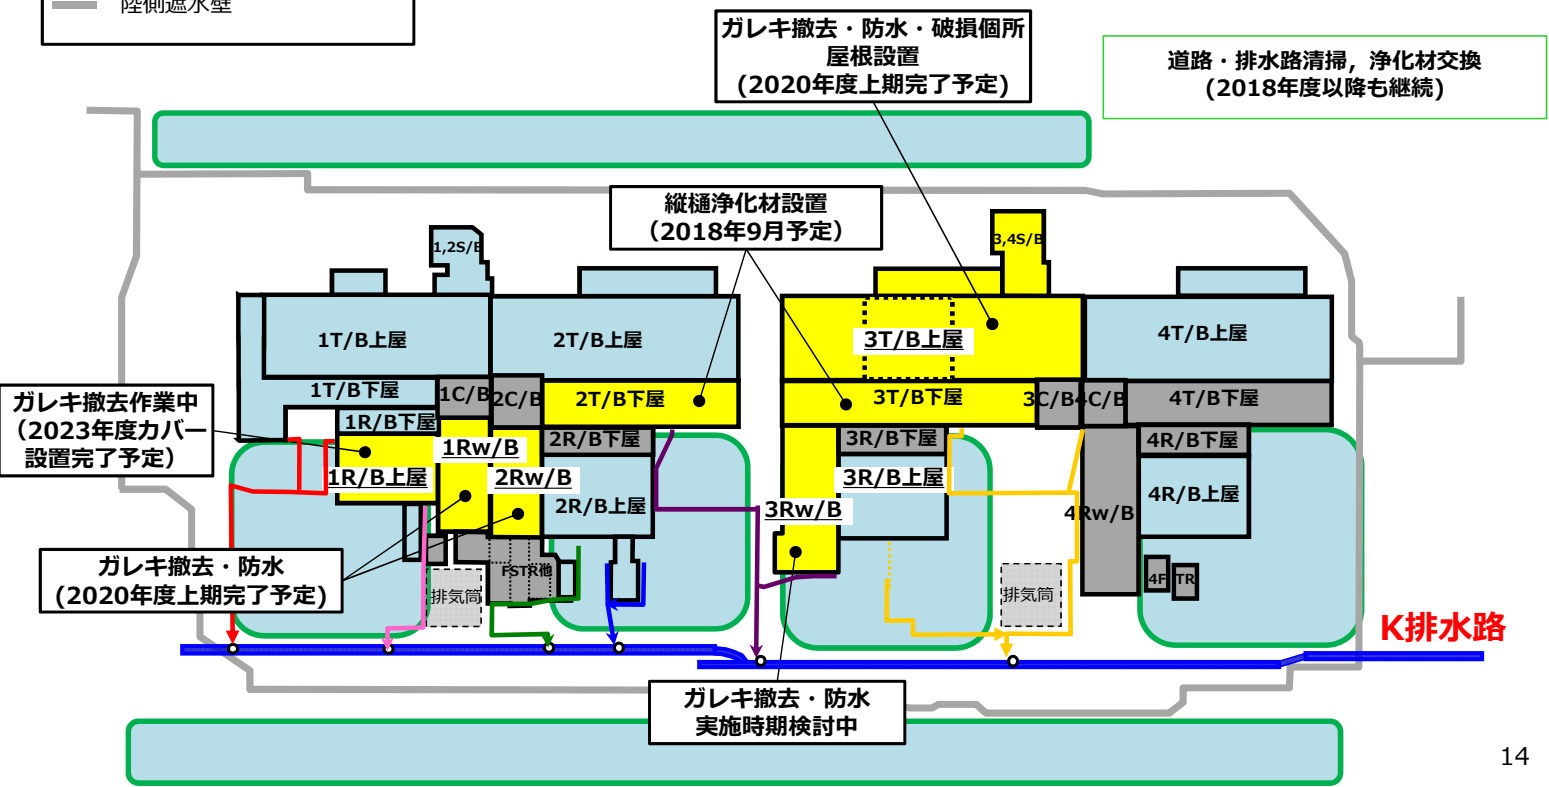 陸側遮水壁
ガレキ撤去・防水・破損個所
屋根設置
(2020年度上期完了予定)
道路・排水路清掃，浄化材交換
(2018年度以降も継続)
縦樋浄化材設置
（2018年9月予定）
1,2S/B
3,4S/B
1T/B上屋
2T/B上屋
3T/B上屋
4T/B上屋
1T/B下屋
1C/B
2C/B
2T/B下屋
3T/B下屋
3C/B
4C/B
4T/B下屋
ガレキ撤去作業中
（2023年度カバー
設置完了予定）
1R/B下屋
1Rw/B
2R/B下屋
3R/B下屋
4R/B下屋
1R/B上屋
2Rw/B
2R/B上屋
3R/B上屋
3Rw/B
4R/B上屋
4Rw/B
ガレキ撤去・防水
(2020年度上期完了予定)
FSTR他
排気筒
排気筒
4F
TR
K排水路
ガレキ撤去・防水
実施時期検討中
14